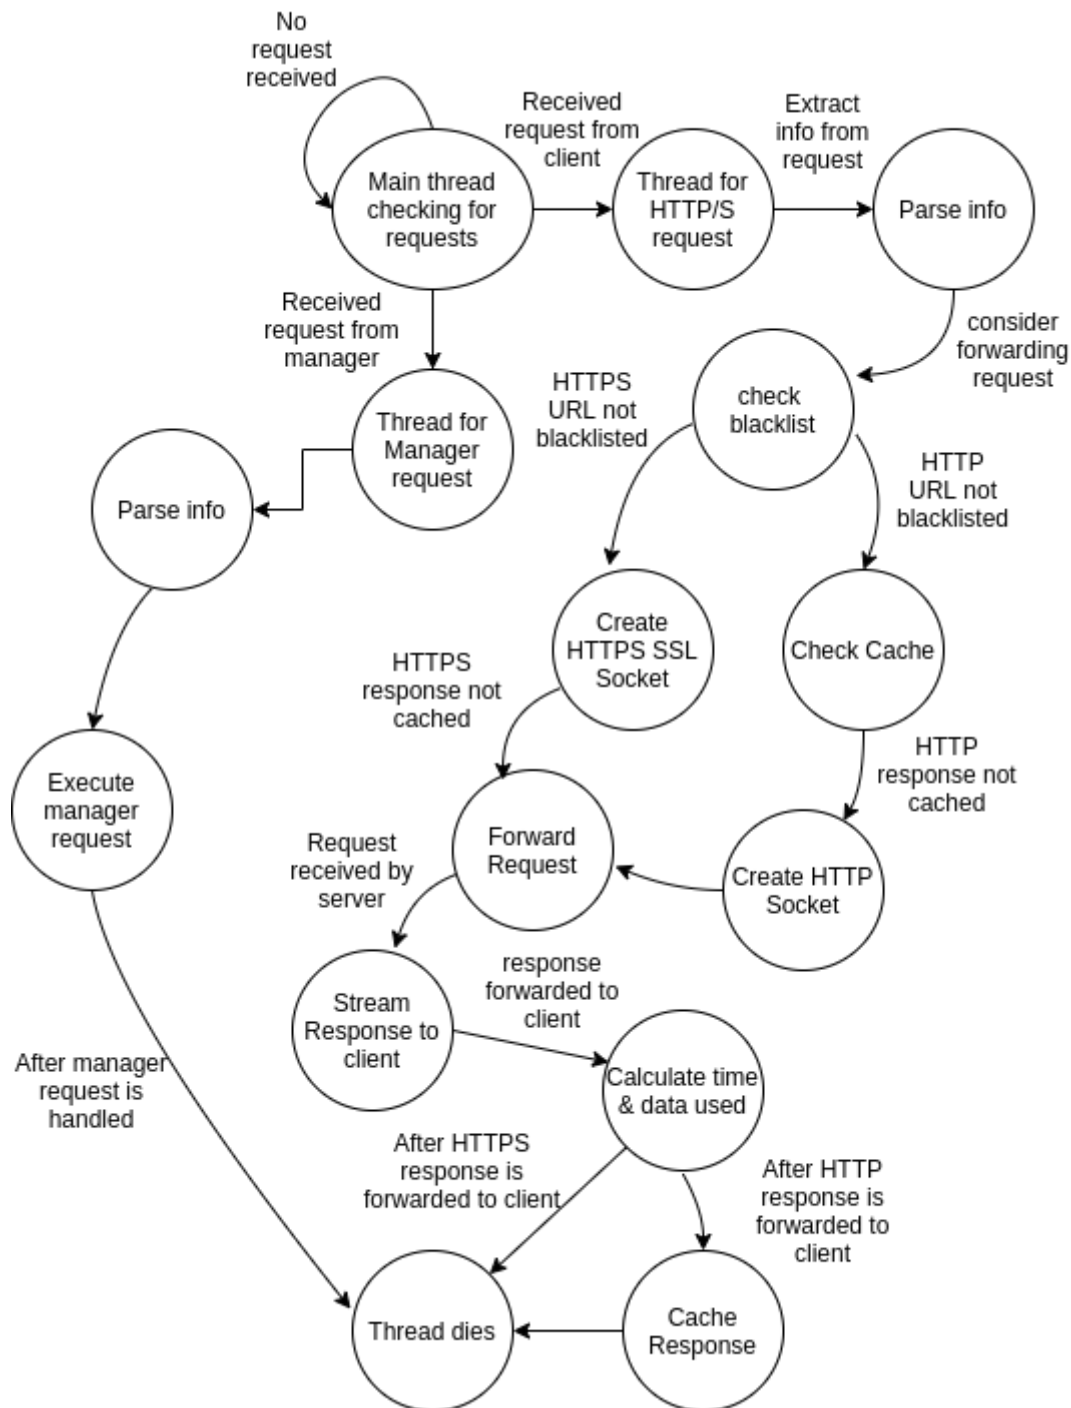 No
request
received
Received
request from
client
Extract
info from
request
Main thread
checking for
requests
Thread for
HTTP/S
request
Parse info
Received
request from
manager
consider
forwarding
request
HTTPS
URL not
blacklisted
check
blacklist
Thread for
Manager
request
HTTP
URL not
blacklisted
Parse info
Create
HTTPS SSL
Socket
Check Cache
HTTPS
response not
cached
HTTP
response not
cached
Execute
manager
request
Request
received by
server
Forward
Request
Create HTTP
Socket
response
forwarded to
client
Stream
Response to
client
After manager
request is
handled
Calculate time
& data used
After HTTPS
response is
forwarded to client
After HTTP
response is
forwarded to
client
Thread dies
Cache
Response